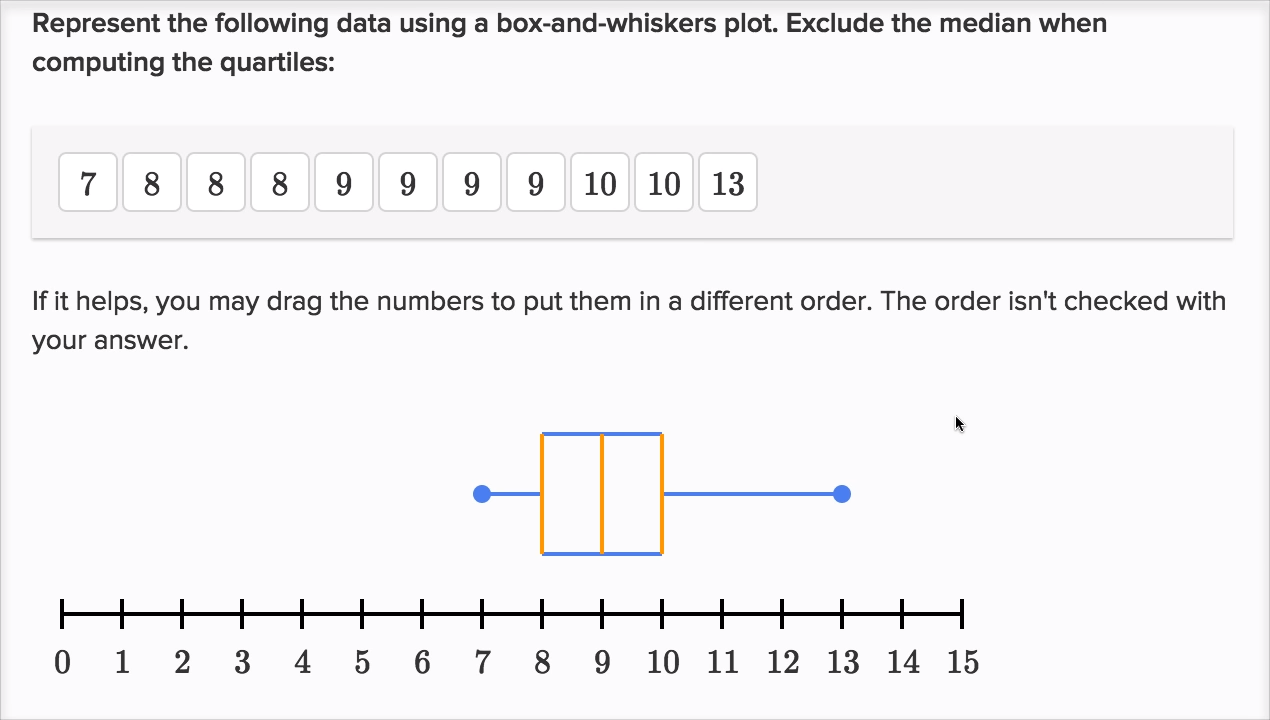 Represent the following data using a box-and-whiskers plot. Exclude the median when
computing the quartiles:
7 8 8 8 9 9 9 9 10 10 13
If it helps, you may drag the numbers to put them in a different order. The order isn't checked with
your answer.
0 1 2 3 4 5 6 7 8 9 10 11 12 13 14 15